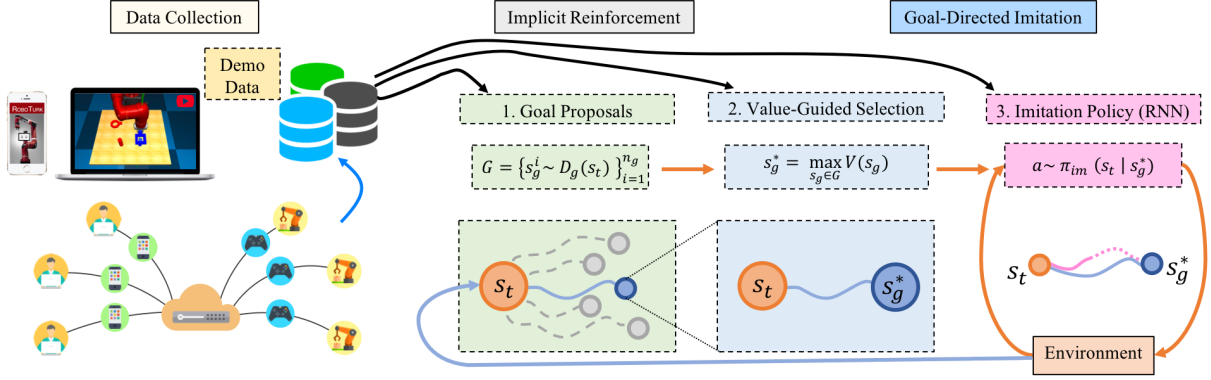 Data Collection
Implicit Reinforcement
Goal-Directed Imitation
Demo
Data
ROBOTURK
1. Goal Proposals
2. Value-Guided Selection
3. Imitation Policy (RNN)
G = {s_g^i ~ D_g(s_t) }_{i=1}^{n_g}
s_g^* = max_{s_g∈G} V(s_g)
a~ π_{im} (s_t | s_g^*)
s_t
s_t
s_g^*
s_t
s_g^*
Environment